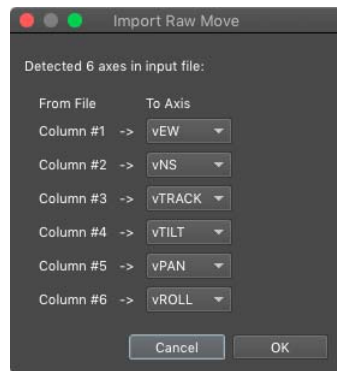 Import Raw Move
Detected 6 axes in input file:
From File To Axis
Column #1 -> vEW
Column #2 -> vNS
Column #3 -> vTRACK
Column #4 -> vTILT
Column #5 -> vPAN
Column #6 -> vROLL
Cancel OK